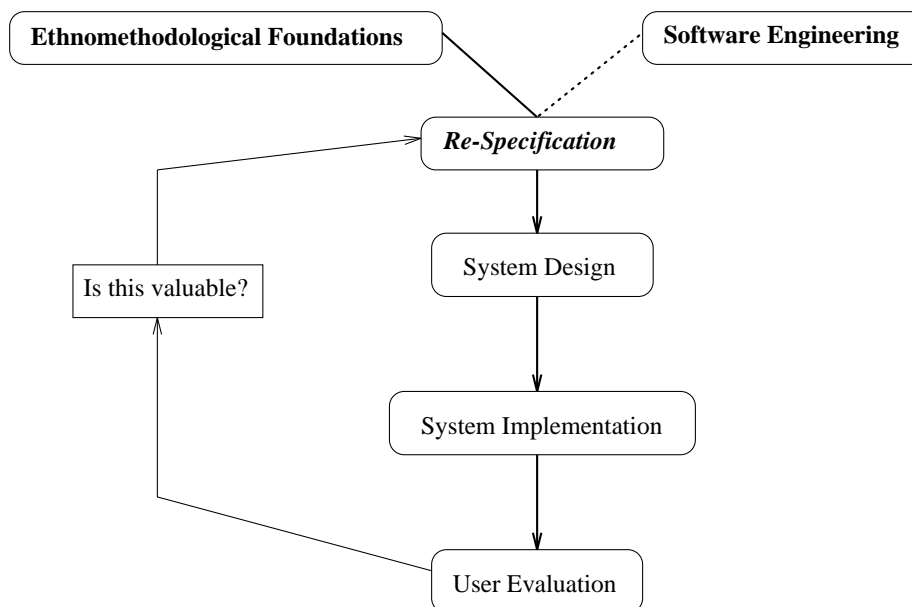 Ethnomethodological Foundations
Software Engineering
Re-Specification
System Design
Is this valuable?
System Implementation
User Evaluation